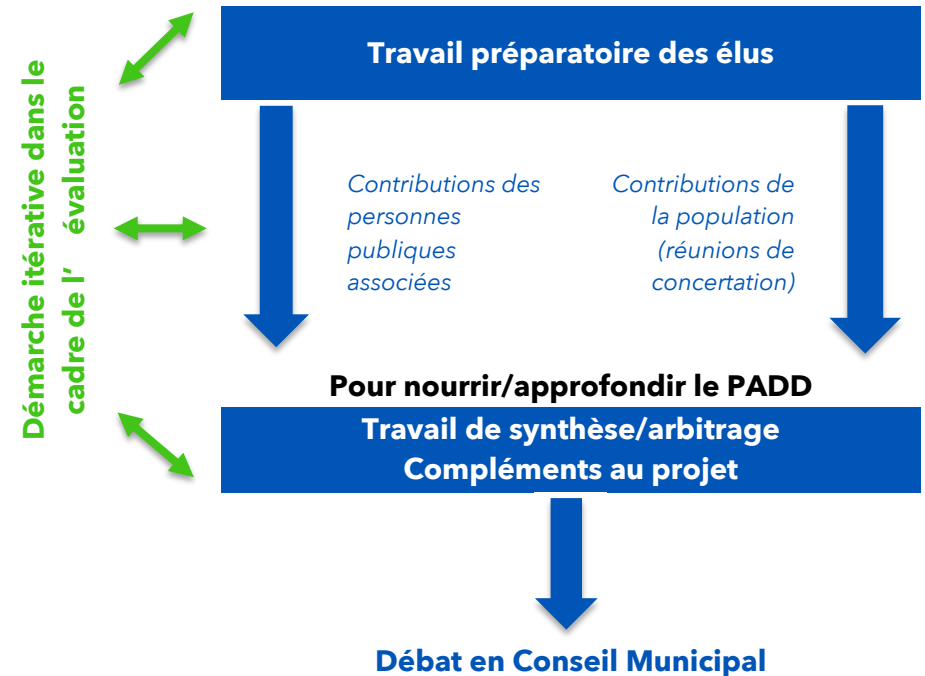 Démarche itérative dans le
cadre de l’ évaluation
Travail préparatoire des élus
Contributions des
personnes
publiques
associées
Contributions de
la population
(réunions de
concertation)
Pour nourrir/approfondir le PADD
Travail de synthèse/arbitrage
Compléments au projet
Débat en Conseil Municipal